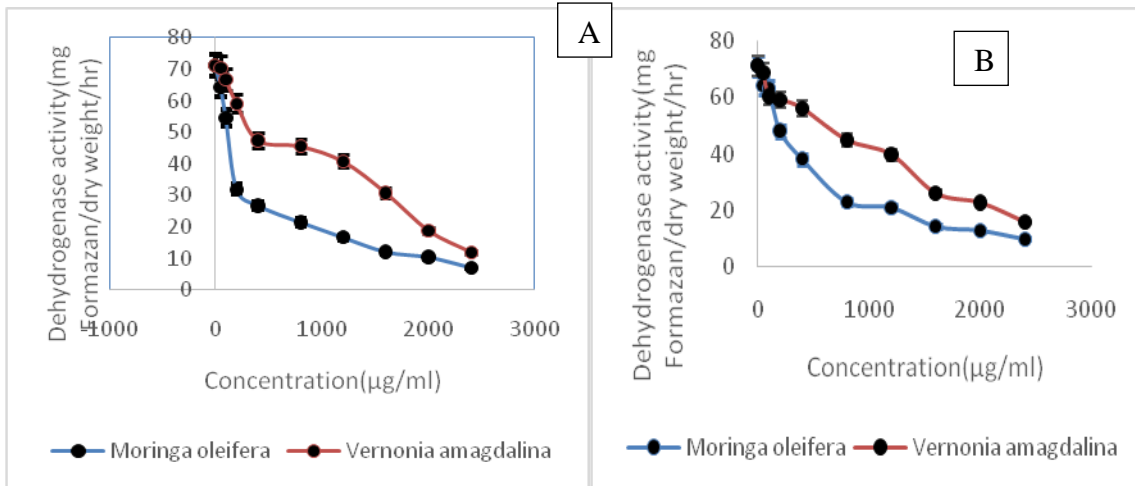 A
Dehydrogenase activity(mg
Formazan/dry weight/hr)
80
70
60
50
40
30
20
10
0
-1000
0
1000
2000
3000
Concentration(µg/ml)
Moringa oleifera
Vernonia amagdalina
B
Dehydrogenase activity(mg
Formazan/dry weight/hr)
80
60
40
20
0
0
1000
2000
3000
Concentration(µg/ml)
Moringa oleifera
Vernonia amagdalina